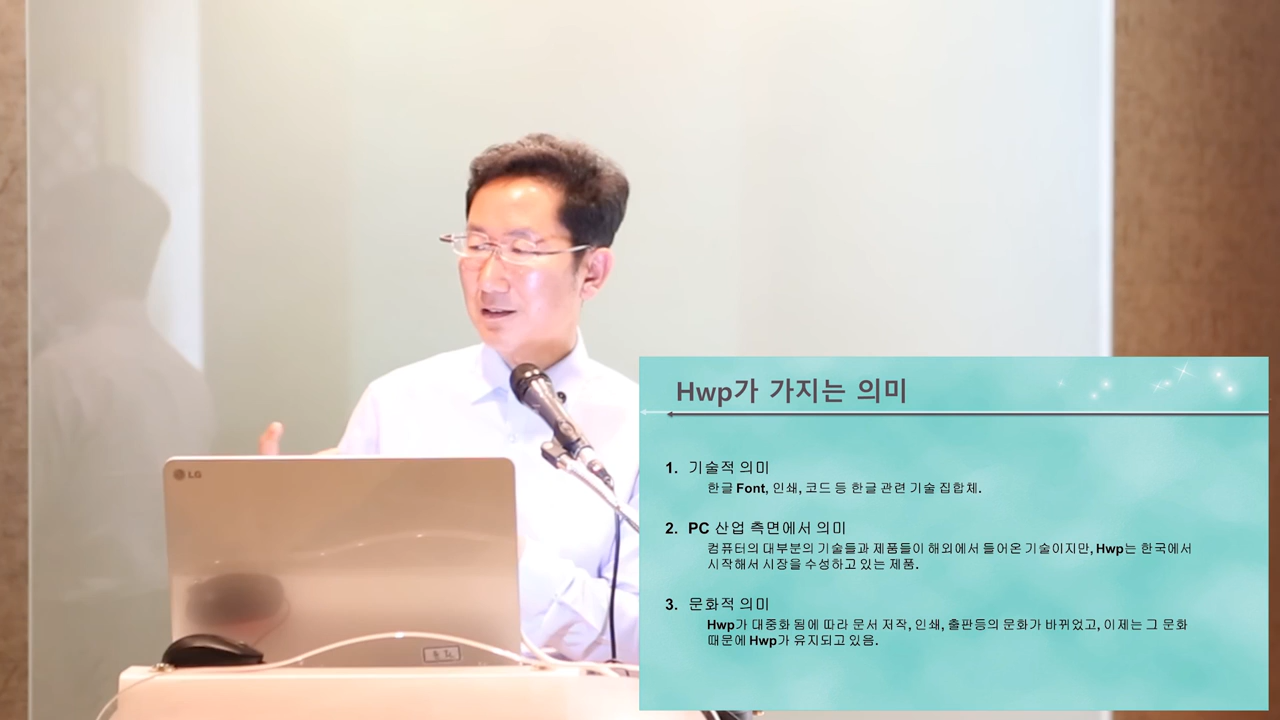 LG
Hwp가 가지는 의미
1. 기술적 의미
한글 Font, 인쇄, 코드 등 한글 관련 기술 집합체.
2. PC 산업 측면에서 의미
컴퓨터의 대부분의 기술들과 제품들이 해외에서 들어온 기술이지만, Hwp는 한국에서
시작해서 시장을 수성하고 있는 제품.
3. 문화적 의미
Hwp가 대중화 됨에 따라 문서 저작, 인쇄, 출판등의 문화가 바뀌었고, 이제는 그 문화
때문에 Hwp가 유지되고 있음.